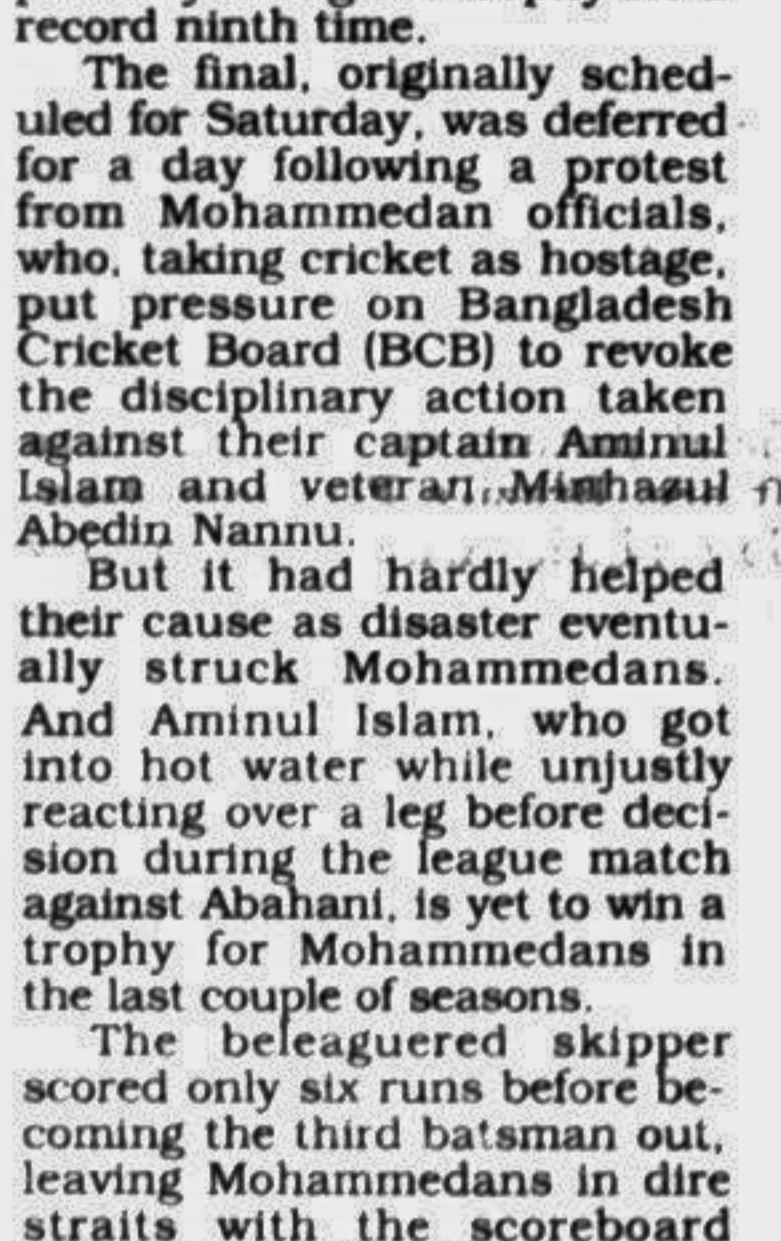 record ninth time.
The final, originally sched-
uled for Saturday, was deferred
for a day following a protest
from Mohammedan officials,
who, taking cricket as hostage,
put pressure on Bangladesh
Cricket Board (BCB) to revoke
the disciplinary action taken
against their captain Aminul
Islam and veteran Minhazul
Abedin Nannu.
But it had hardly helped
their cause as disaster eventu-
ally struck Mohammedans.
And Aminul Islam, who got
into hot water while unjustly
reacting over a leg before deci-
sion during the league match
against Abahani, is yet to win a
trophy for Mohammedans in
the last couple of seasons.
The beleaguered skipper
scored only six runs before be-
coming the third batsman out,
leaving Mohammedans in dire
straits with the scoreboard